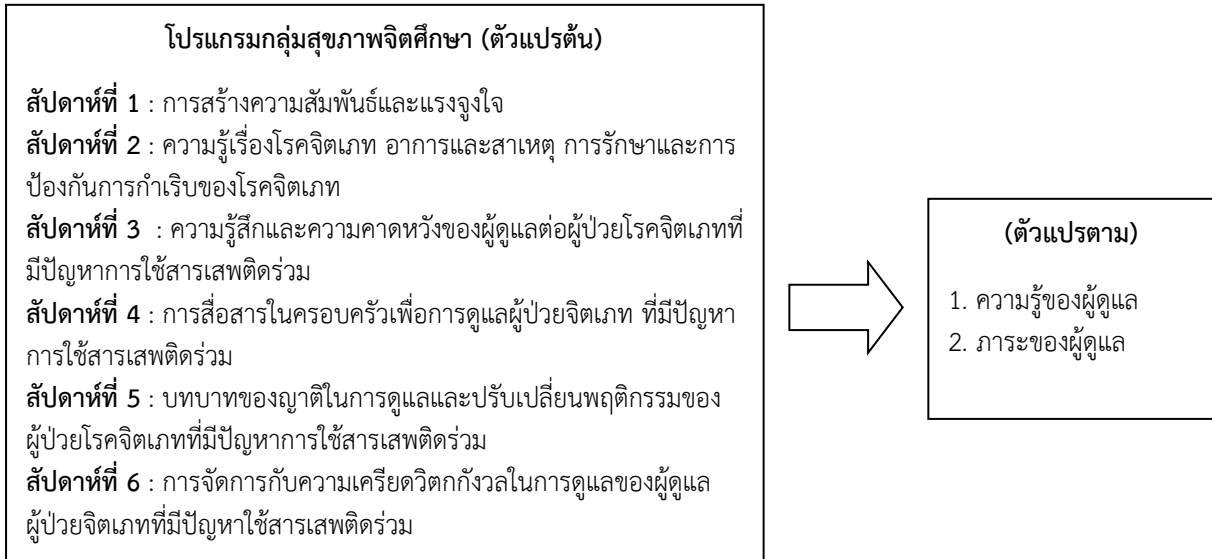 โปรแกรมกลุ่มสุขภาพจิตศึกษา (ตัวแปรต้น)
สัปดาห์ที่ 1 : การสร้างความสัมพันธ์และแรงจูงใจ
สัปดาห์ที่ 2 : ความรู้เรื่องโรคจิตเภท อาการและสาเหตุ การรักษาและการ
ป้องกันการกำเริบของโรคจิตเภท
สัปดาห์ที่ 3 : ความรู้สึกและความคาดหวังของผู้ดูแลต่อผู้ป่วยโรคจิตเภทที่
มีปัญหาการใช้สารเสพติดร่วม
สัปดาห์ที่ 4 : การสื่อสารในครอบครัวเพื่อการดูแลผู้ป่วยจิตเภท ที่มีปัญหา
การใช้สารเสพติดร่วม
สัปดาห์ที่ 5 : บทบาทของญาติในการดูแลและปรับเปลี่ยนพฤติกรรมของ
ผู้ป่วยโรคจิตเภทที่มีปัญหาการใช้สารเสพติดร่วม
สัปดาห์ที่ 6 : การจัดการกับความเครียดวิตกกังวลในการดูแลของผู้ดูแล
ผู้ป่วยจิตเภทที่มีปัญหาใช้สารเสพติดร่วม
(ตัวแปรตาม)
1. ความรู้ของผู้ดูแล
2. ภาระของผู้ดูแล